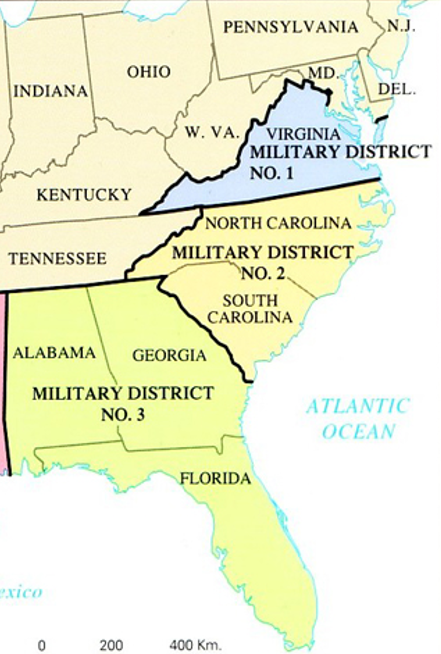 PENNSYLVANIA
N.J.
OHIO
MD.
INDIANA
DEL.
W. VA.
VIRGINIA
MILITARY DISTRICT
NO. 1
KENTUCKY
NORTH CAROLINA
TENNESSEE
MILITARY DISTRICT
NO. 2
SOUTH
CAROLINA
ALABAMA
GEORGIA
MILITARY DISTRICT
NO. 3
ATLANTIC
OCEAN
FLORIDA
exico
0 200 400 Km.